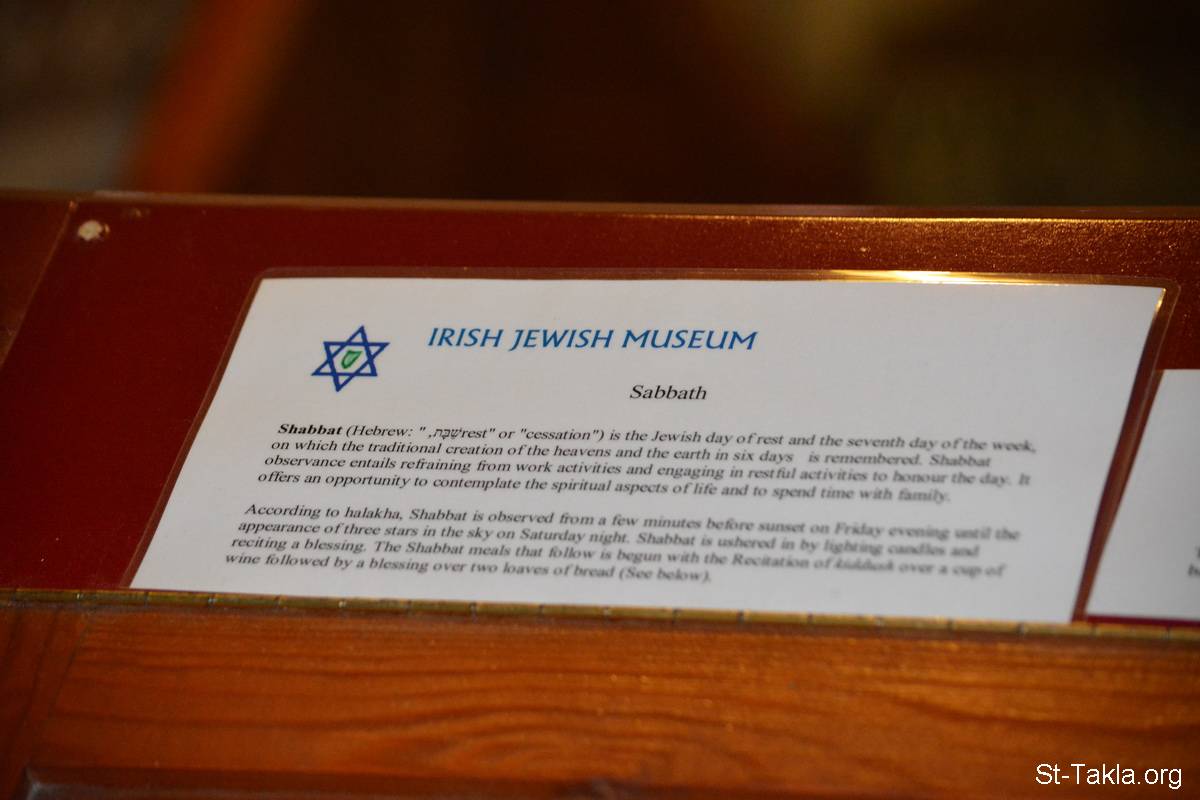 IRISH JEWISH MUSEUM
Sabbath
Shabbat (Hebrew: " ,שַׁבָּת rest" or "cessation") is the Jewish day of rest and the seventh day of the week,
on which the traditional creation of the heavens and the earth in six days is remembered. Shabbat
observance entails refraining from work activities and engaging in restful activities to honour the day. It
offers an opportunity to contemplate the spiritual aspects of life and to spend time with family.
According to halakha, Shabbat is observed from a few minutes before sunset on Friday evening until the
appearance of three stars in the sky on Saturday night. Shabbat is ushered in by lighting candles and
reciting a blessing. The Shabbat meals that follow is begun with the Recitation of kiddush over a cup of
wine followed by a blessing over two loaves of bread (See below).
St-Takla.org